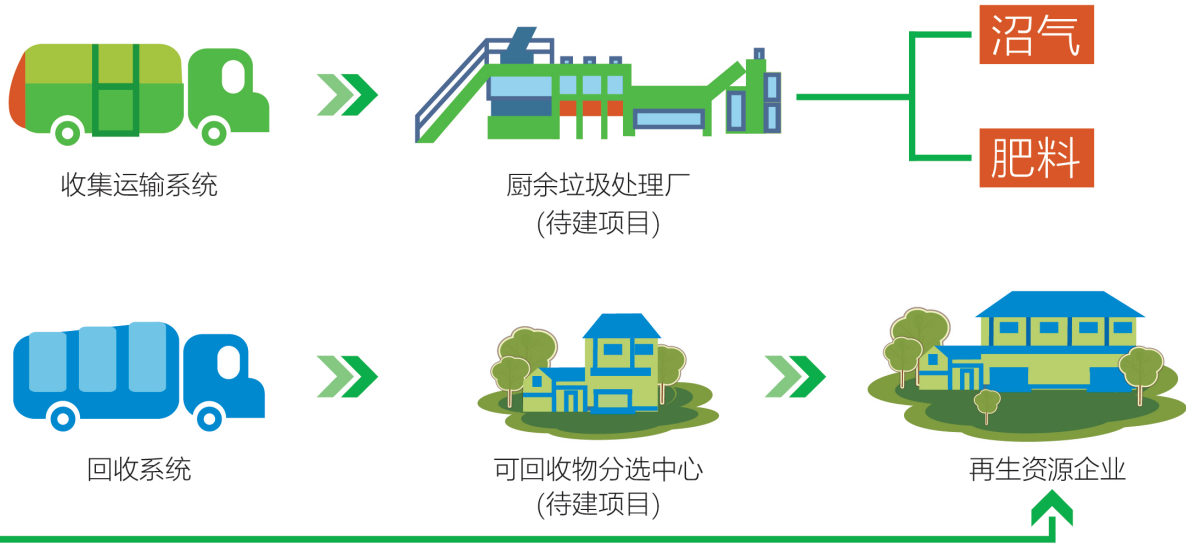 沼气
肥料
收集运输系统
厨余垃圾处理厂
(待建项目)
回收系统
可回收物分选中心
(待建项目)
再生资源企业